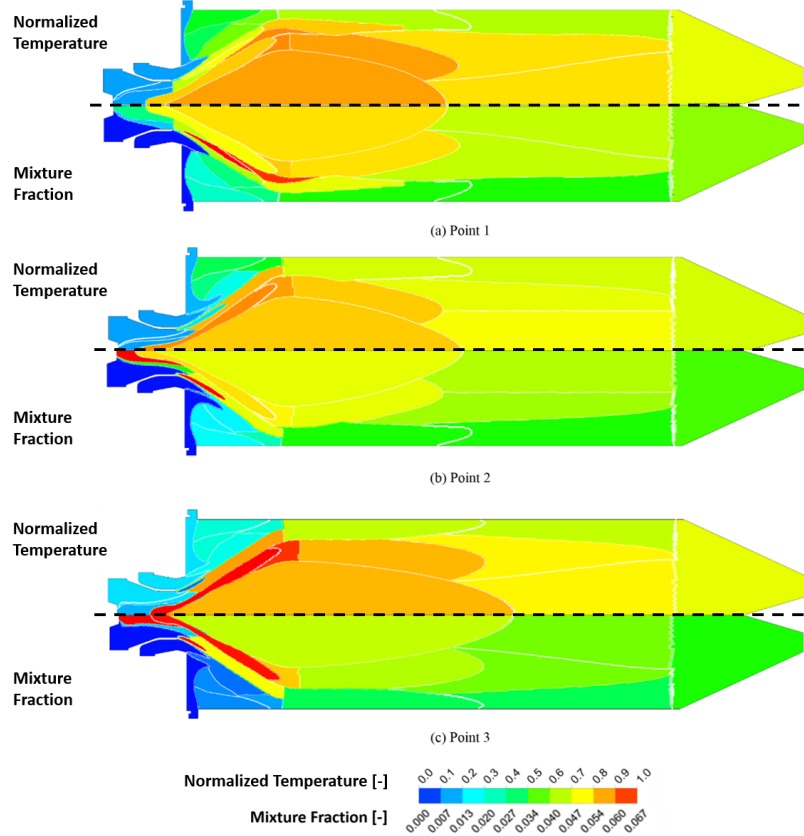 Normalized
Temperature
Mixture
Fraction
(a) Point 1
Normalized
Temperature
Mixture
Fraction
(b) Point 2
Normalized
Temperature
Mixture
Fraction
(c) Point 3
Normalized Temperature [-]
0.0 0.1 0.2 0.3 0.4 0.5 0.6 0.7 0.8 0.9 1.0
Mixture Fraction [-]
0.000 0.007 0.013 0.020 0.027 0.034 0.040 0.047 0.054 0.060 0.067